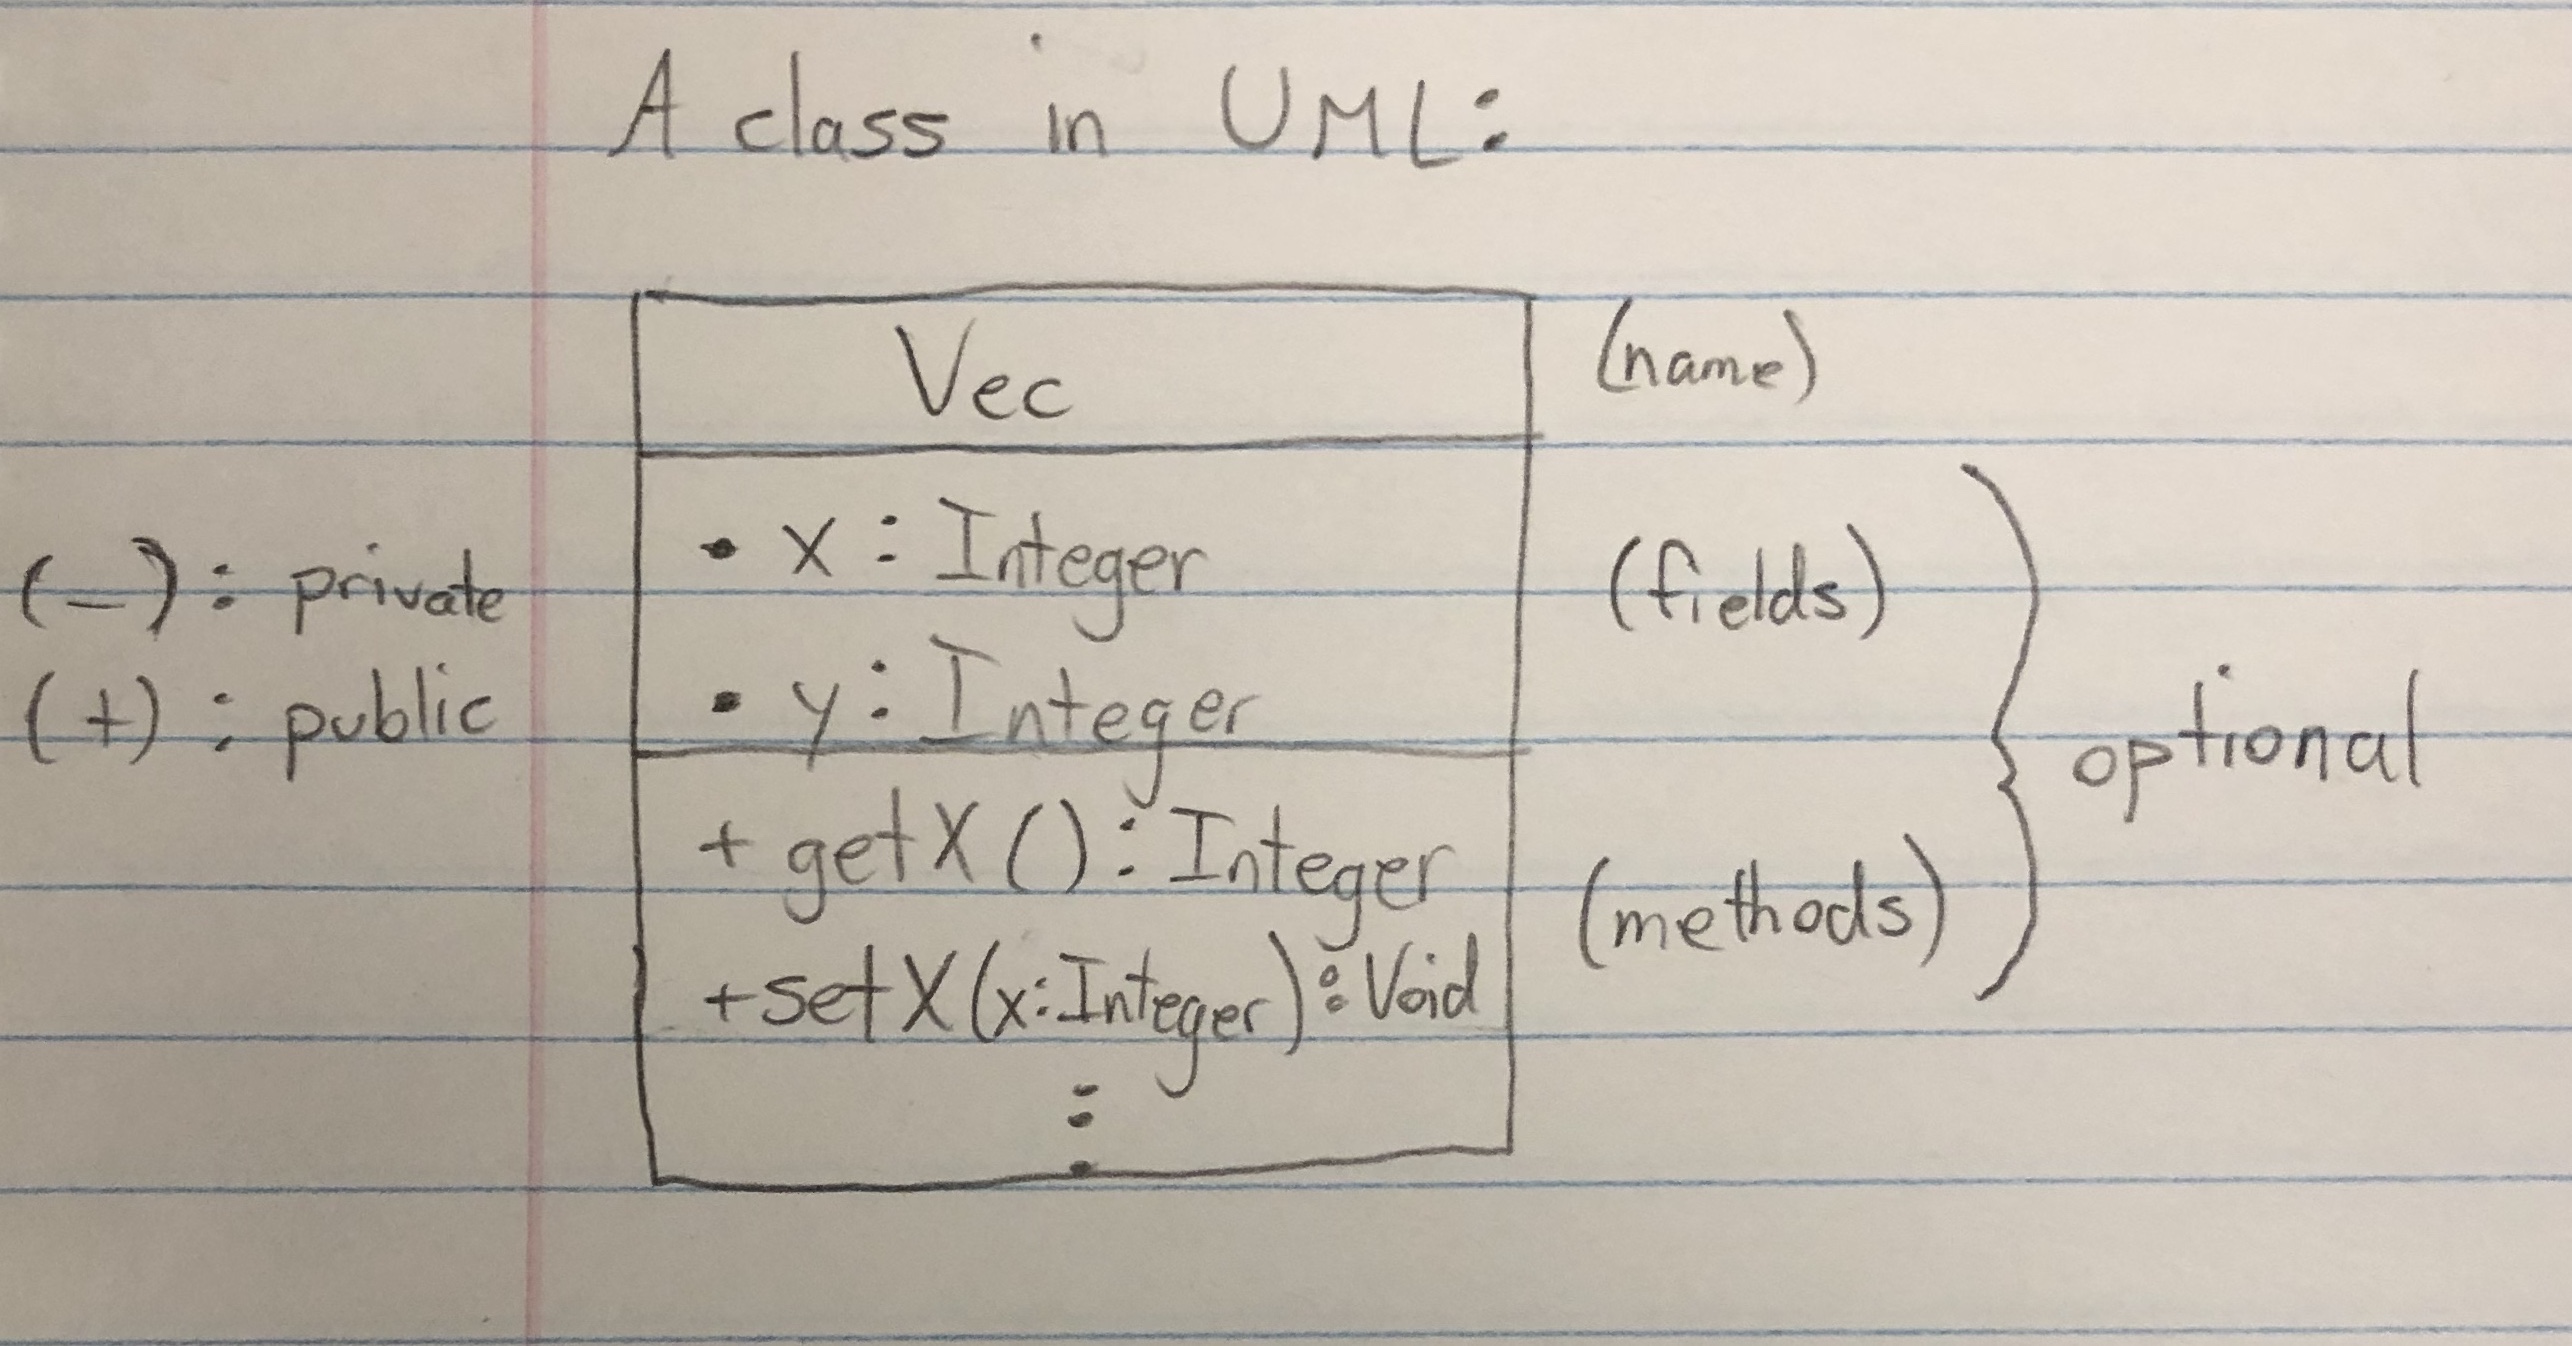 A class in UML:
Vec (name)
• x : Integer (fields)
(-) : private
• y : Integer
(+) : public
optional
+ getX() : Integer
(methods)
+setX(x:Integer) : Void
⋮